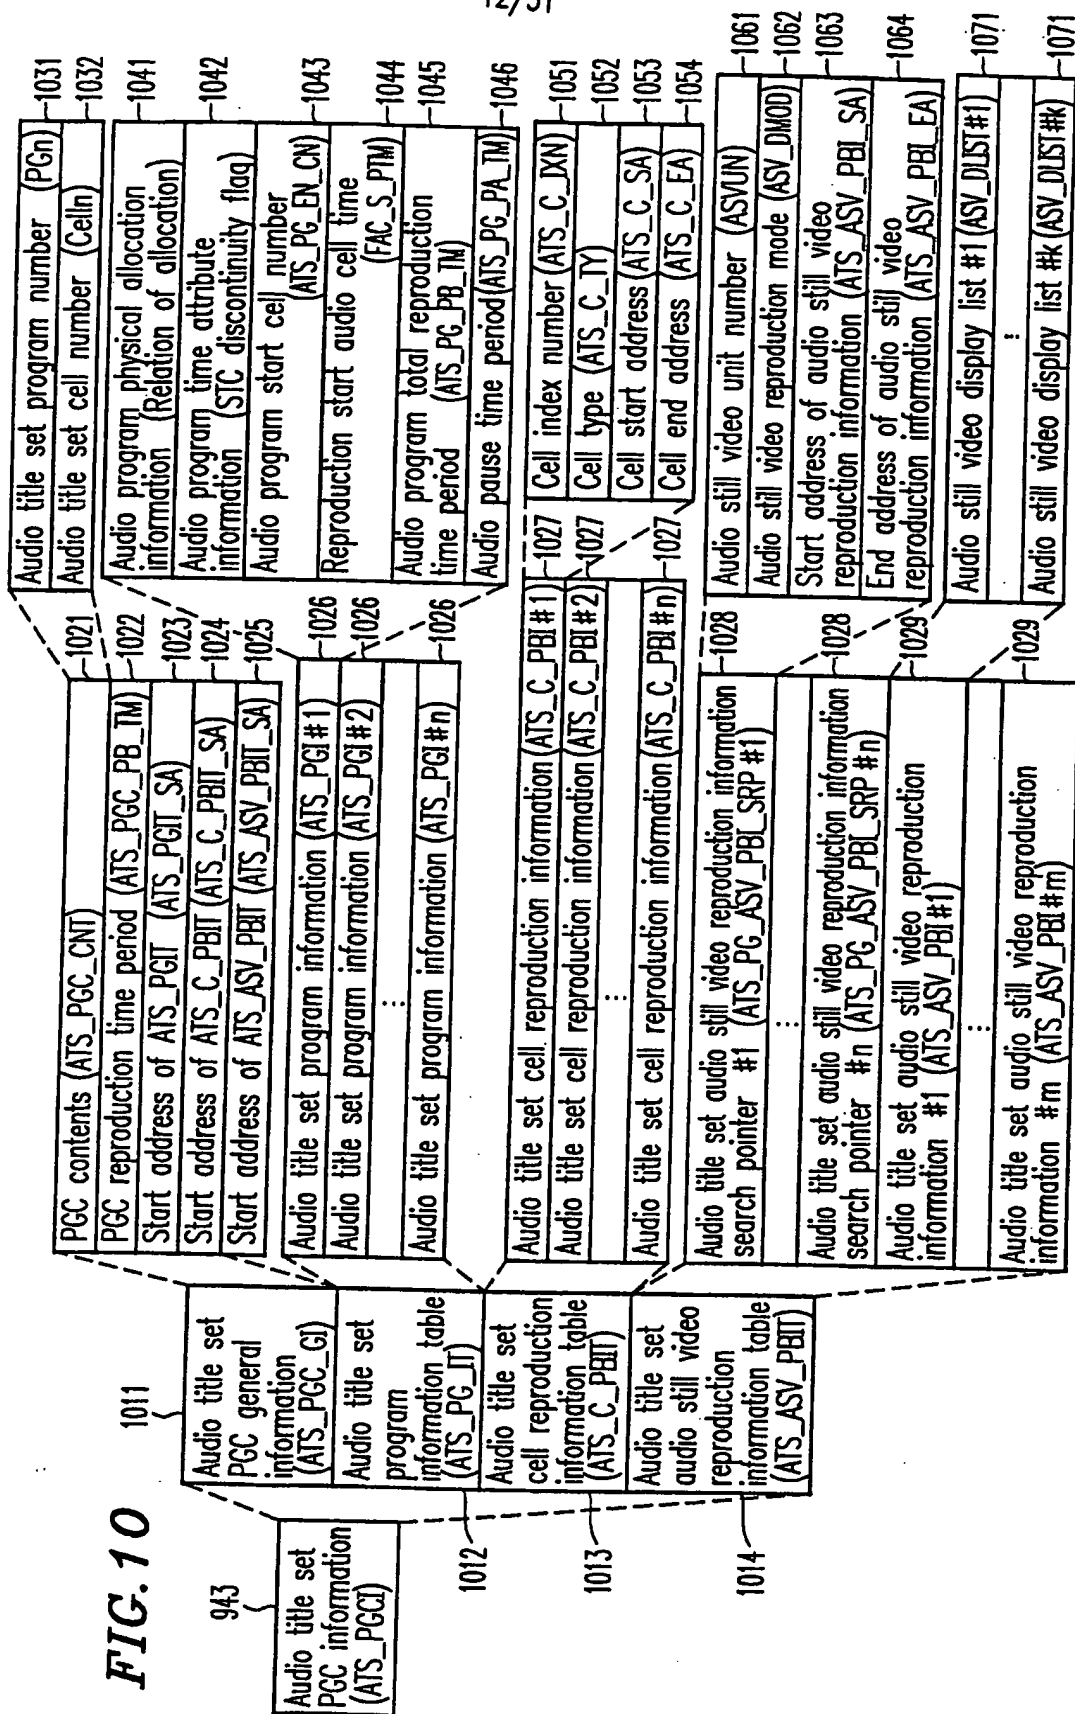 12/51
FIG. 10
943
Audio title set
PGC information
(ATS_PGCI)
1011
Audio title set
PGC general
information
(ATS_PGC_GI)
Audio title set
program
information table
(ATS_PG_IT)
1012
Audio title set
cell reproduction
information table
(ATS_C_PBIT)
1013
Audio title set
audio still video
reproduction
information table
(ATS_ASV_PBIT)
1014
PGC contents (ATS_PGC_CNT)
1021
PGC reproduction time period (ATS_PGC_PB_TM)
1022
Start address of ATS_PGIT (ATS_PGIT_SA)
1023
Start address of ATS_C_PBIT (ATS_C_PBIT_SA)
1024
Start address of ATS_ASV_PBIT (ATS_ASV_PBIT_SA)
1025
Audio title set program information (ATS_PGI#1)
1026
Audio title set program information (ATS_PGI#2)
1026
⋮
Audio title set program information (ATS_PGI#n)
1026
Audio title set cell reproduction information (ATS_C_PBI#1)
1027
Audio title set cell reproduction information (ATS_C_PBI#2)
1027
⋮
Audio title set cell reproduction information (ATS_C_PBI#n)
1027
Audio title set audio still video reproduction information
search pointer #1 (ATS_PG_ASV_PBI_SRP #1)
1028
⋮
Audio title set audio still video reproduction information
search pointer #n (ATS_PG_ASV_PBI_SRP #n)
1028
Audio title set audio still video reproduction
information #1 (ATS_ASV_PBI#1)
1029
⋮
Audio title set audio still video reproduction
information #m (ATS_ASV_PBI#m)
1029
Audio title set program number (PGn)
1031
Audio title set cell number (Celln)
1032
Audio program physical allocation
information (Relation of allocation)
1041
Audio program time attribute
information (STC discontinuity flag)
1042
Audio program start cell number
(ATS_PG_EN_CN)
1043
Reproduction start audio cell time
(FAC_S_PTM)
1044
Audio program total reproduction
time period (ATS_PG_PB_TM)
1045
Audio pause time period(ATS_PG_PA_TM)
1046
Cell index number (ATS_C_IXN)
1051
Cell type (ATS_C_TY)
1052
Cell start address (ATS_C_SA)
1053
Cell end address (ATS_C_EA)
1054
Audio still video unit number (ASVUN)
1061
Audio still video reproduction mode (ASV_DMOD)
1062
Start address of audio still video
reproduction information (ATS_ASV_PBI_SA)
1063
End address of audio still video
reproduction information (ATS_ASV_PBI_EA)
1064
Audio still video display list #1 (ASV_DLIST#1)
1071
⋮
Audio still video display list #k (ASV_DLIST#k)
1071